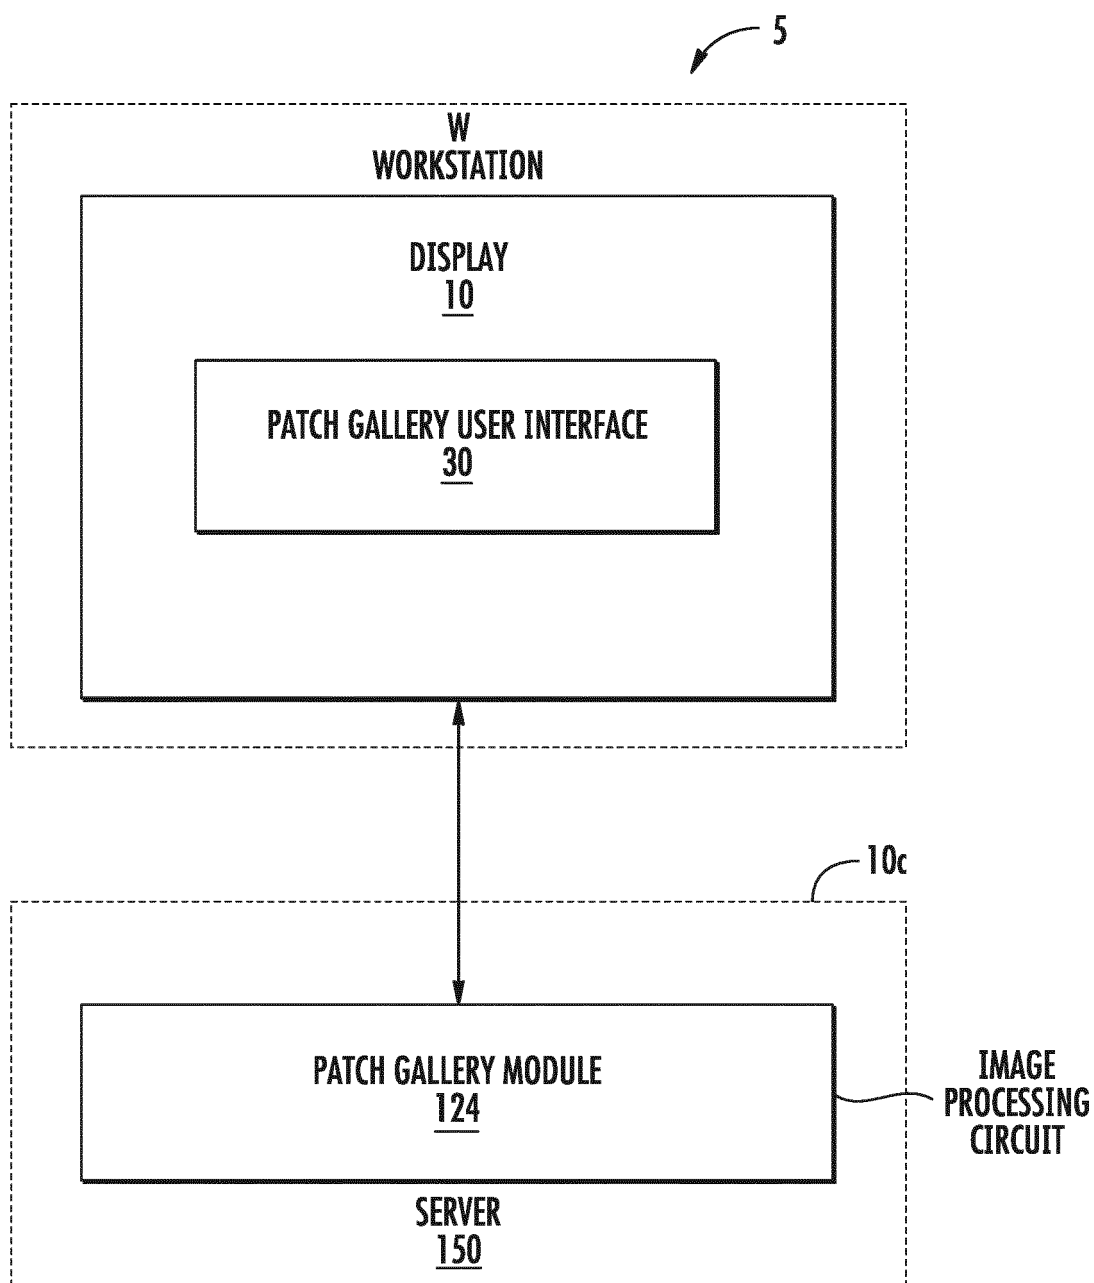 5
W
WORKSTATION
DISPLAY
10
PATCH GALLERY USER INTERFACE
30
10c
PATCH GALLERY MODULE
124
IMAGE
PROCESSING
CIRCUIT
SERVER
150